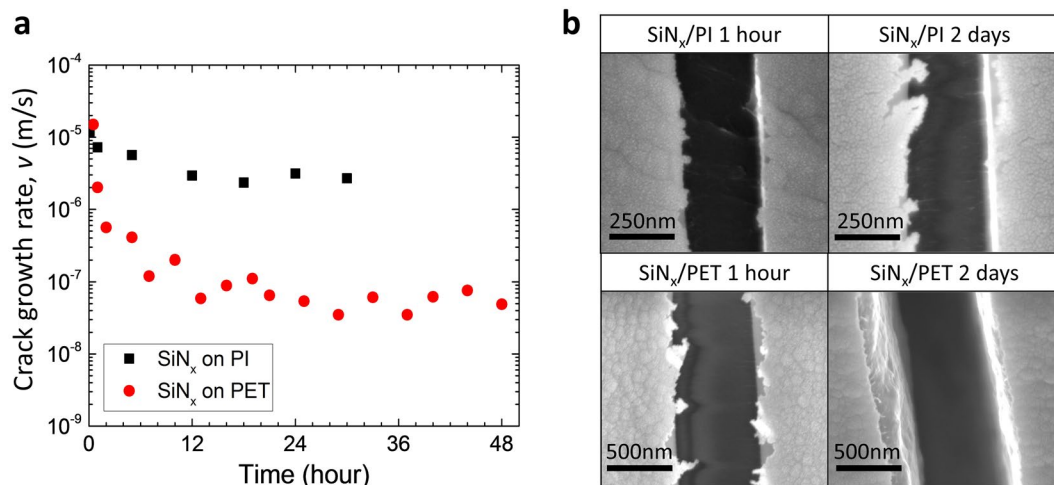 a
10⁻⁴
10⁻⁵
10⁻⁶
10⁻⁷
10⁻⁸
10⁻⁹
Crack growth rate, v (m/s)
SiNₓ on PI
SiNₓ on PET
0 12 24 36 48
Time (hour)
b
SiNₓ/PI 1 hour
SiNₓ/PI 2 days
250nm
250nm
SiNₓ/PET 1 hour
SiNₓ/PET 2 days
500nm
500nm